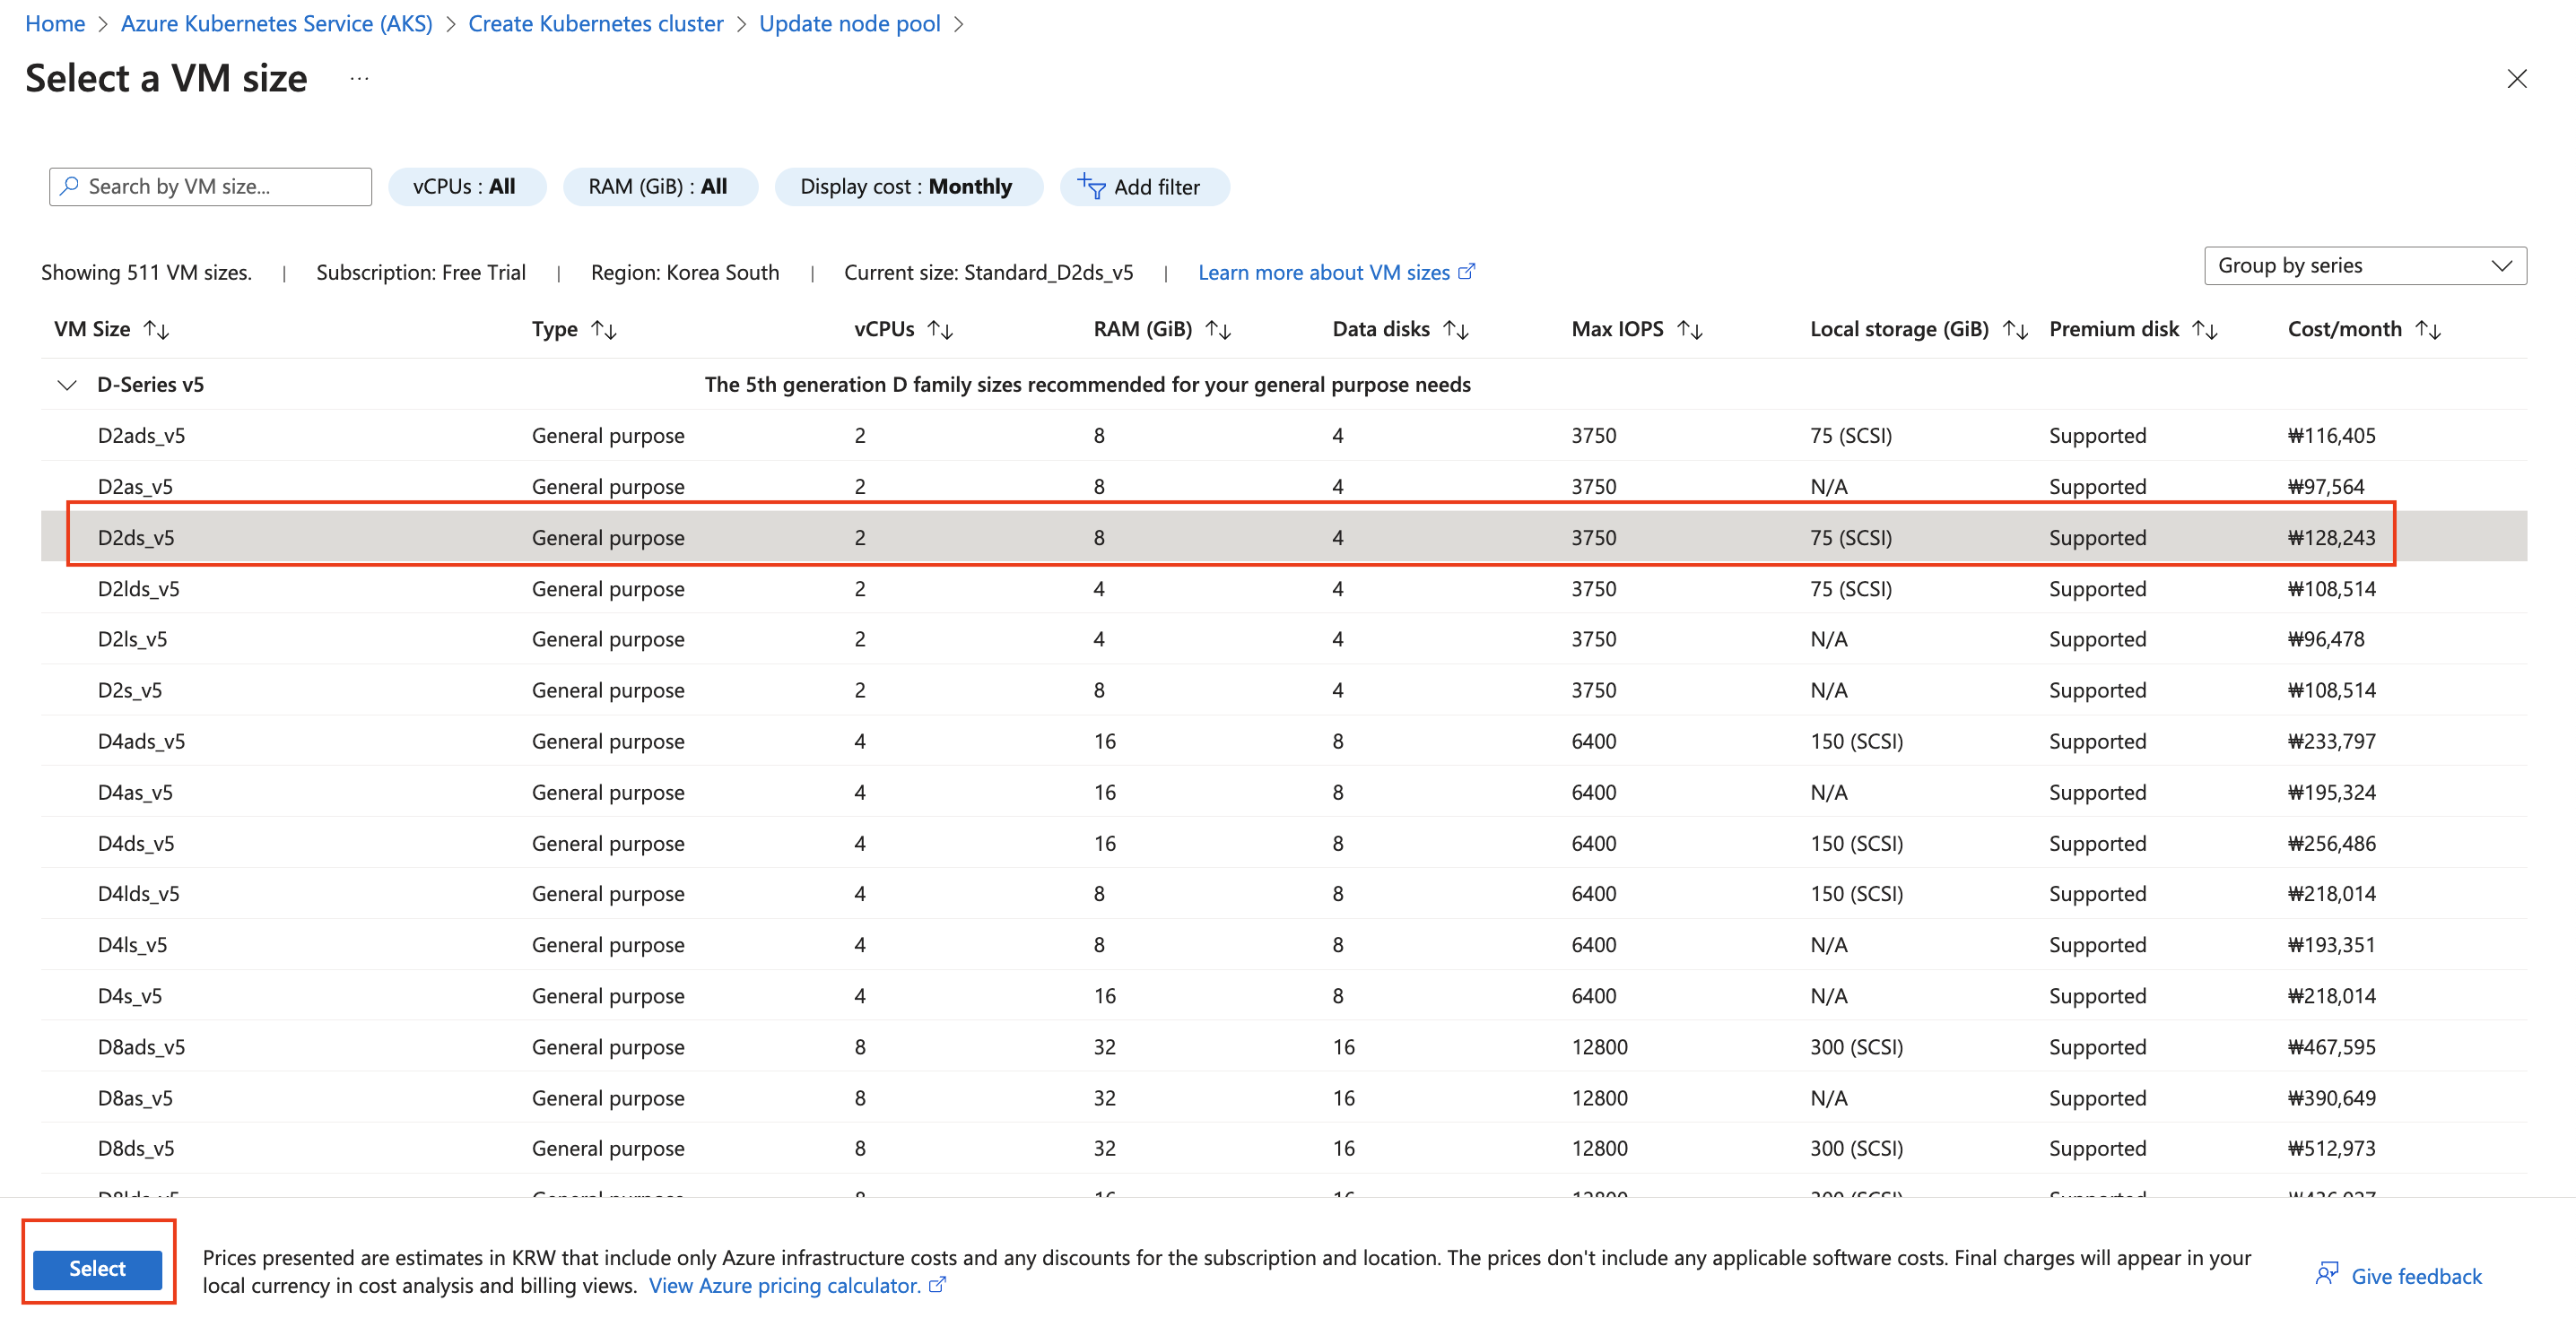 Home > Azure Kubernetes Service (AKS) > Create Kubernetes cluster > Update node pool >
Select a VM size ...
Search by VM size... vCPUs : All RAM (GiB) : All Display cost : Monthly Add filter
Showing 511 VM sizes. | Subscription: Free Trial | Region: Korea South | Current size: Standard_D2ds_v5 | Learn more about VM sizes Group by series
VM Size ↑↓ Type ↑↓ vCPUs ↑↓ RAM (GiB) ↑↓ Data disks ↑↓ Max IOPS ↑↓ Local storage (GiB) ↑↓ Premium disk ↑↓ Cost/month ↑↓
D-Series v5 The 5th generation D family sizes recommended for your general purpose needs
D2ads_v5 General purpose 2 8 4 3750 75 (SCSI) Supported ₩116,405
D2as_v5 General purpose 2 8 4 3750 N/A Supported ₩97,564
D2ds_v5 General purpose 2 8 4 3750 75 (SCSI) Supported ₩128,243
D2lds_v5 General purpose 2 4 4 3750 75 (SCSI) Supported ₩108,514
D2ls_v5 General purpose 2 4 4 3750 N/A Supported ₩96,478
D2s_v5 General purpose 2 8 4 3750 N/A Supported ₩108,514
D4ads_v5 General purpose 4 16 8 6400 150 (SCSI) Supported ₩233,797
D4as_v5 General purpose 4 16 8 6400 N/A Supported ₩195,324
D4ds_v5 General purpose 4 16 8 6400 150 (SCSI) Supported ₩256,486
D4lds_v5 General purpose 4 8 8 6400 150 (SCSI) Supported ₩218,014
D4ls_v5 General purpose 4 8 8 6400 N/A Supported ₩193,351
D4s_v5 General purpose 4 16 8 6400 N/A Supported ₩218,014
D8ads_v5 General purpose 8 32 16 12800 300 (SCSI) Supported ₩467,595
D8as_v5 General purpose 8 32 16 12800 N/A Supported ₩390,649
D8ds_v5 General purpose 8 32 16 12800 300 (SCSI) Supported ₩512,973
Select
Prices presented are estimates in KRW that include only Azure infrastructure costs and any discounts for the subscription and location. The prices don't include any applicable software costs. Final charges will appear in your
local currency in cost analysis and billing views. View Azure pricing calculator.
Give feedback